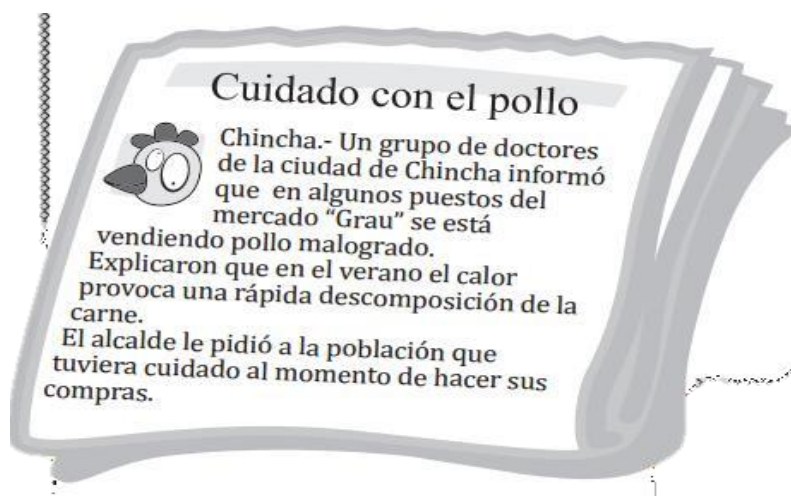 Cuidado con el pollo
Chincha.- Un grupo de doctores
de la ciudad de Chincha informó
que en algunos puestos del
mercado “Grau” se está
vendiendo pollo malogrado.
Explicaron que en el verano el calor
provoca una rápida descomposición de la
carne.
El alcalde le pidió a la población que
tuviera cuidado al momento de hacer sus
compras.